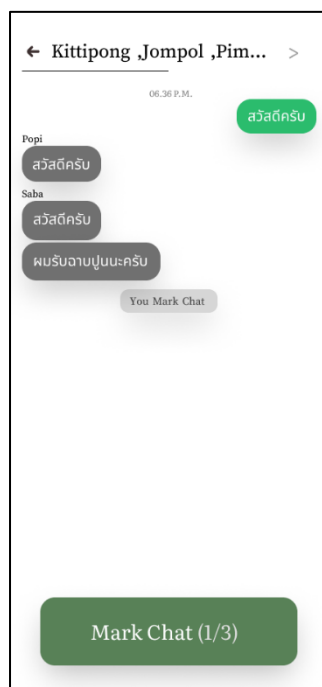 ← Kittipong ,Jompol ,Pim... >
06.36 P.M.
สวัสดีครับ
Popi
สวัสดีครับ
Saba
สวัสดีครับ
ผมรับฉาบปูนนะครับ
You Mark Chat
Mark Chat (1/3)